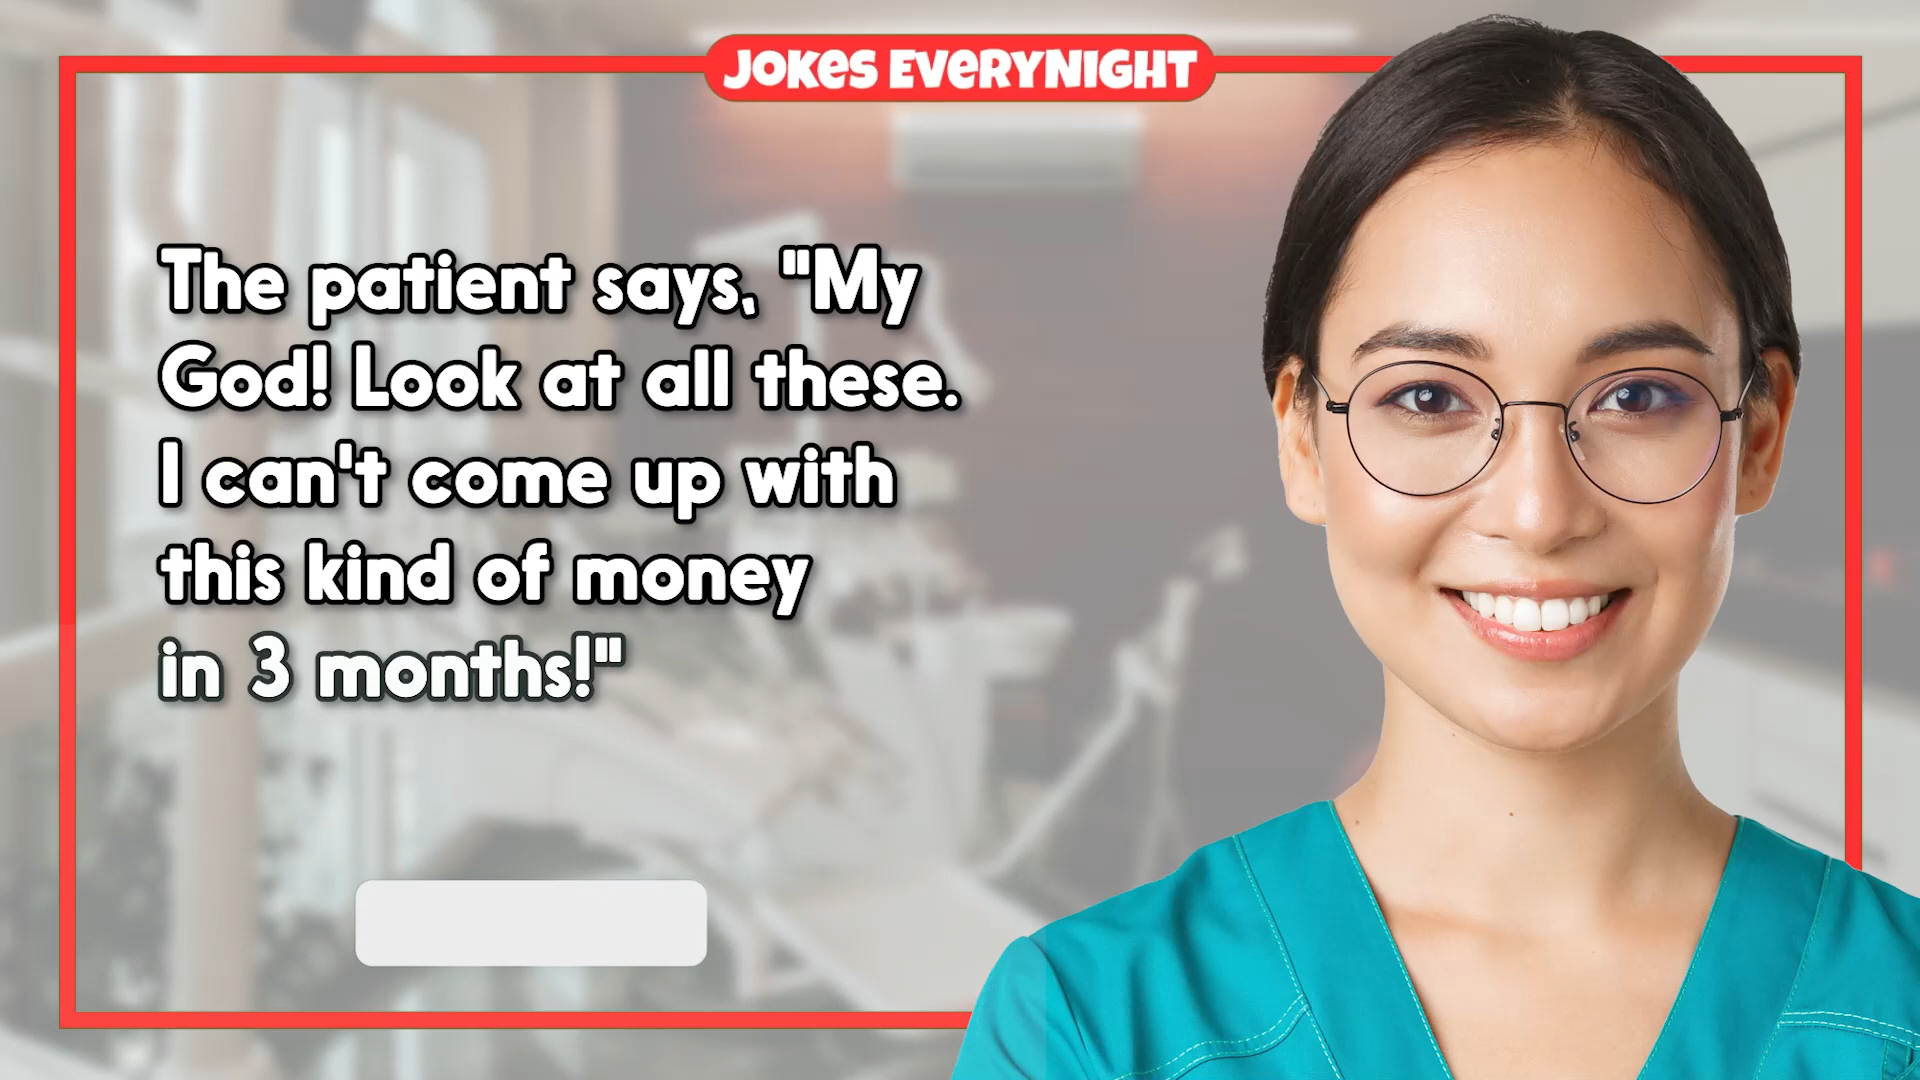 JOKES EVERYNIGHT
The patient says, "My
God! Look at all these.
I can't come up with
this kind of money
in 3 months!"